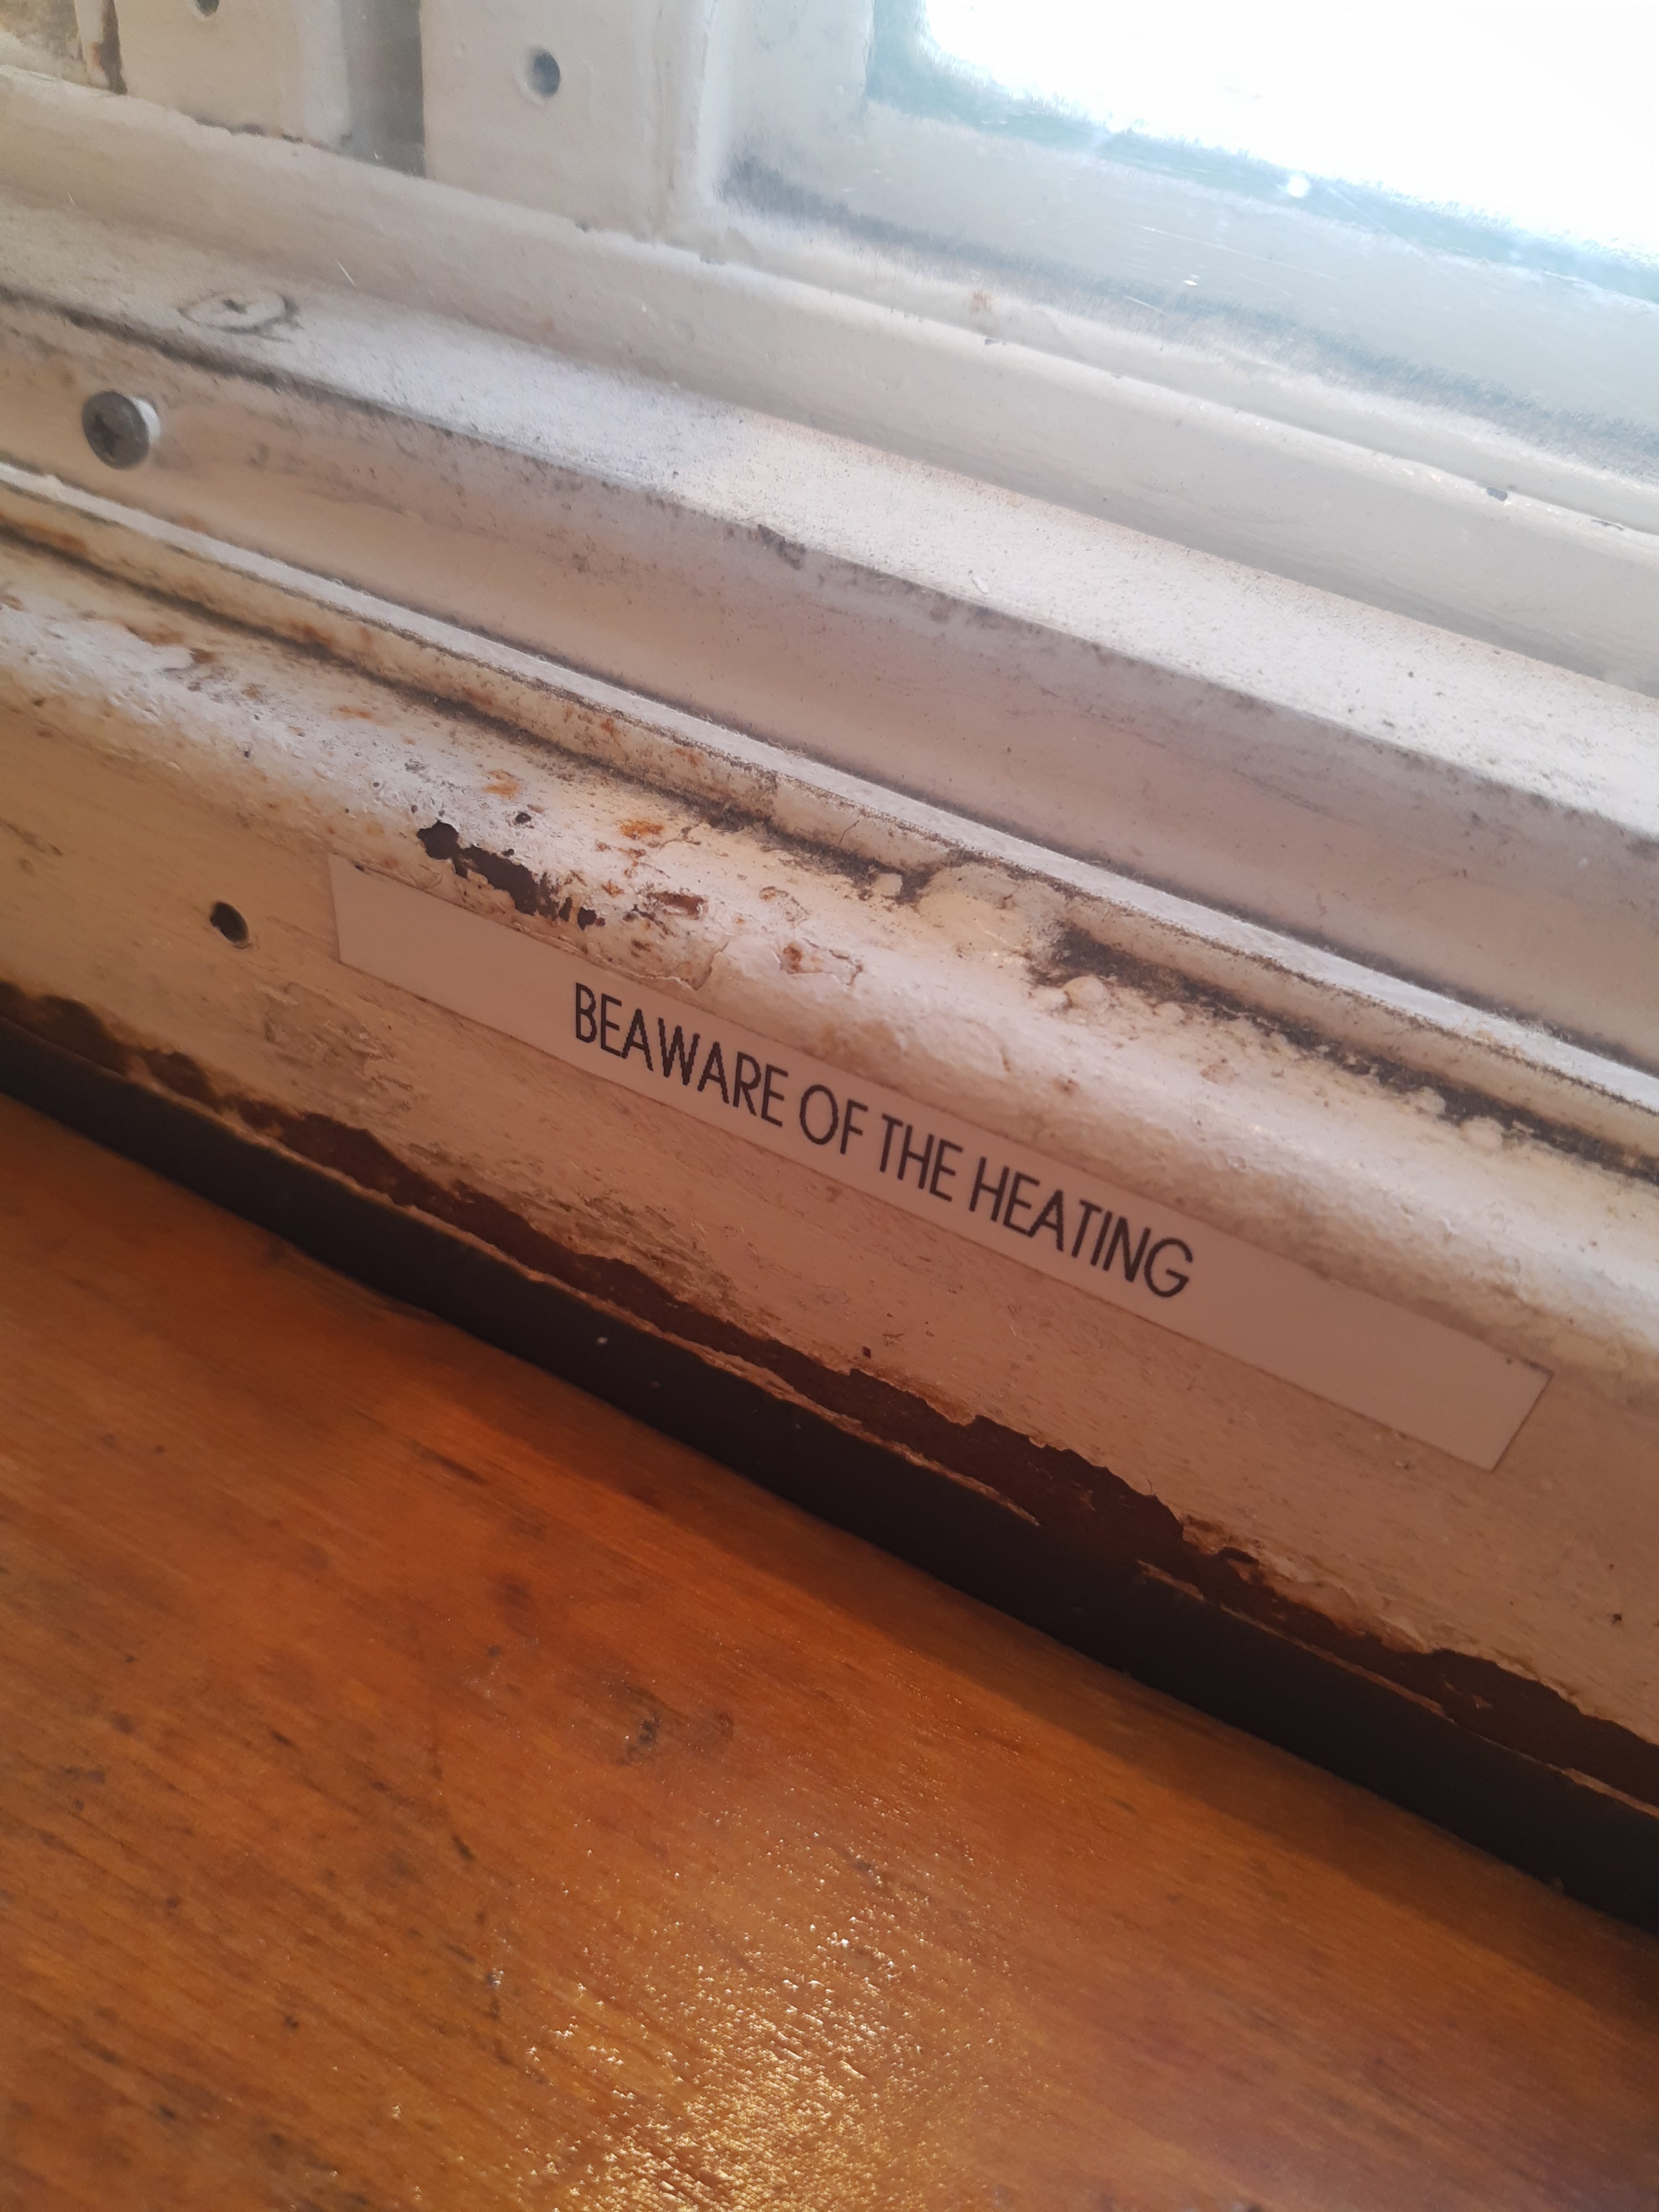 BEAWARE OF THE HEATING